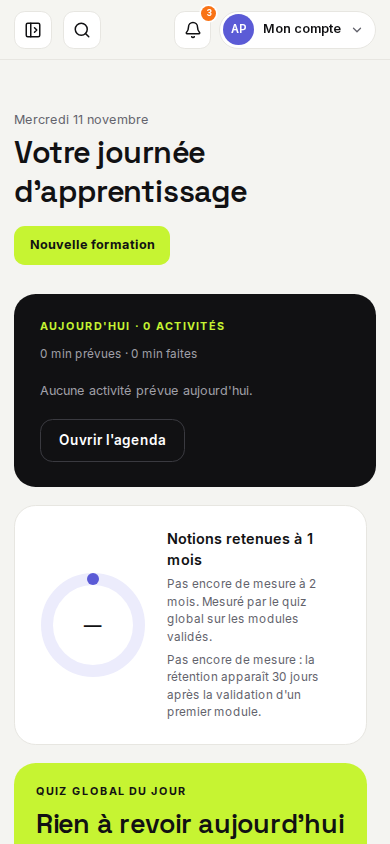 3
AP
Mon compte
Mercredi 11 novembre
Votre journée
d'apprentissage
Nouvelle formation
AUJOURD'HUI · 0 ACTIVITÉS
0 min prévues · 0 min faites
Aucune activité prévue aujourd'hui.
Ouvrir l'agenda
—
Notions retenues à 1
mois
Pas encore de mesure à 2
mois. Mesuré par le quiz
global sur les modules
validés.
Pas encore de mesure : la
rétention apparaît 30 jours
après la validation d'un
premier module.
QUIZ GLOBAL DU JOUR
Rien à revoir aujourd'hui